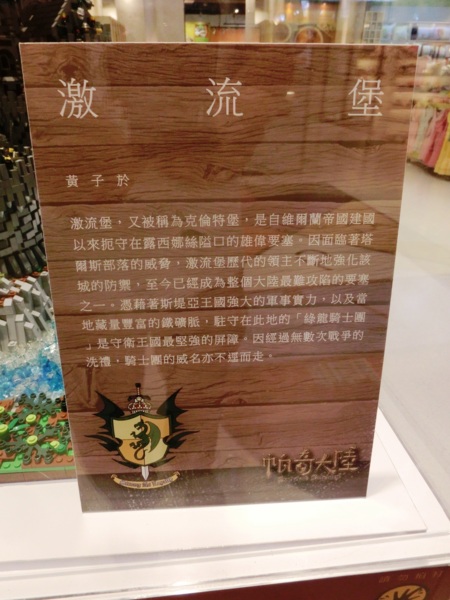 激流堡
黃子於
激流堡，又被稱為克倫特堡，是自維爾蘭帝國建國
以來扼守在露西娜絲隘口的雄偉要塞。因面臨著塔
爾斯部落的威脅，激流堡歷代的領主不斷地強化該
城的防禦，至今已經成為整個大陸最難攻陷的要塞
之一。憑藉著斯堤亞王國強大的軍事實力，以及當
地藏量豐富的鐵礦脈，駐守在此地的「綠龍騎士團
」是守衛王國最堅強的屏障。因經過無數次戰爭的
洗禮，騎士團的威名亦不逕而走。
帕奇大陸